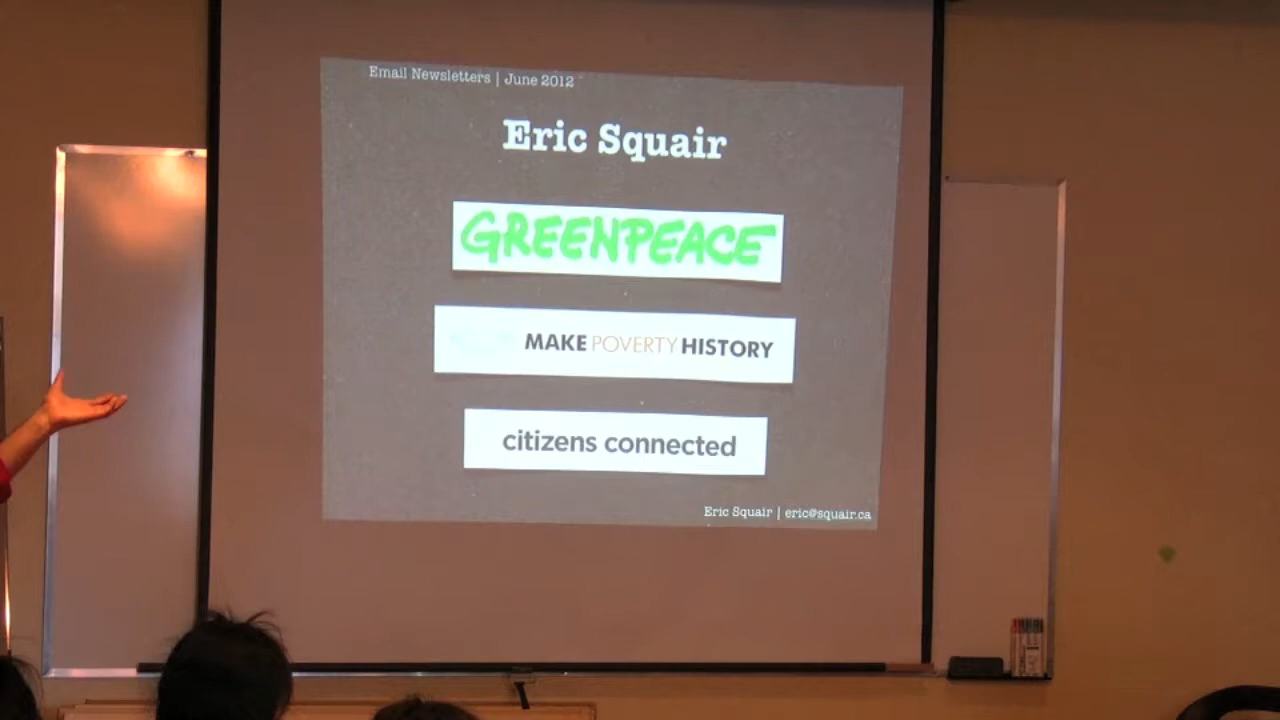 Email Newsletters | June 2012
Eric Squair
GREENPEACE
MAKE POVERTY HISTORY
citizens connected
Eric Squair | eric@squair.ca